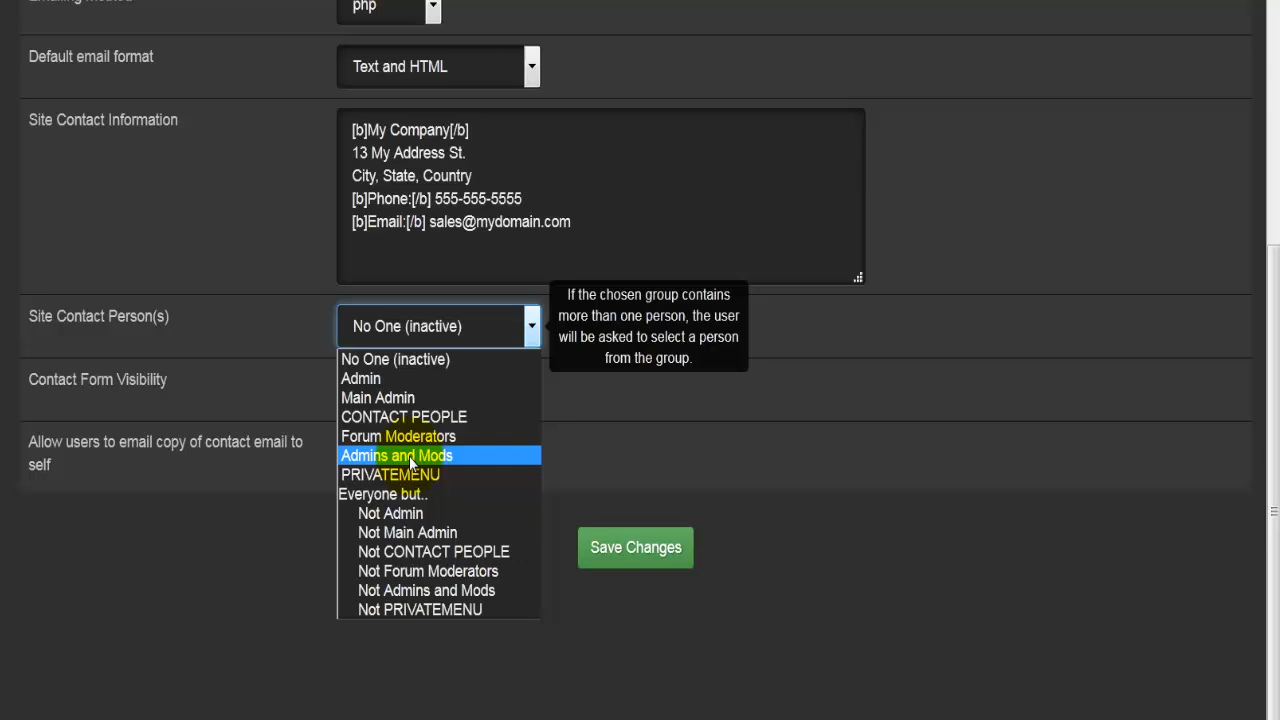 php
Default email format
Text and HTML
Site Contact Information
[b]My Company[/b]
13 My Address St.
City, State, Country
[b]Phone:[/b] 555-555-5555
[b]Email:[/b] sales@mydomain.com
Site Contact Person(s)
No One (inactive)
If the chosen group contains
more than one person, the user
will be asked to select a person
from the group.
No One (inactive)
Admin
Main Admin
CONTACT PEOPLE
Forum Moderators
Admins and Mods
PRIVATEMENU
Everyone but..
Not Admin
Not Main Admin
Not CONTACT PEOPLE
Not Forum Moderators
Not Admins and Mods
Not PRIVATEMENU
Contact Form Visibility
Allow users to email copy of contact email to
self
Save Changes